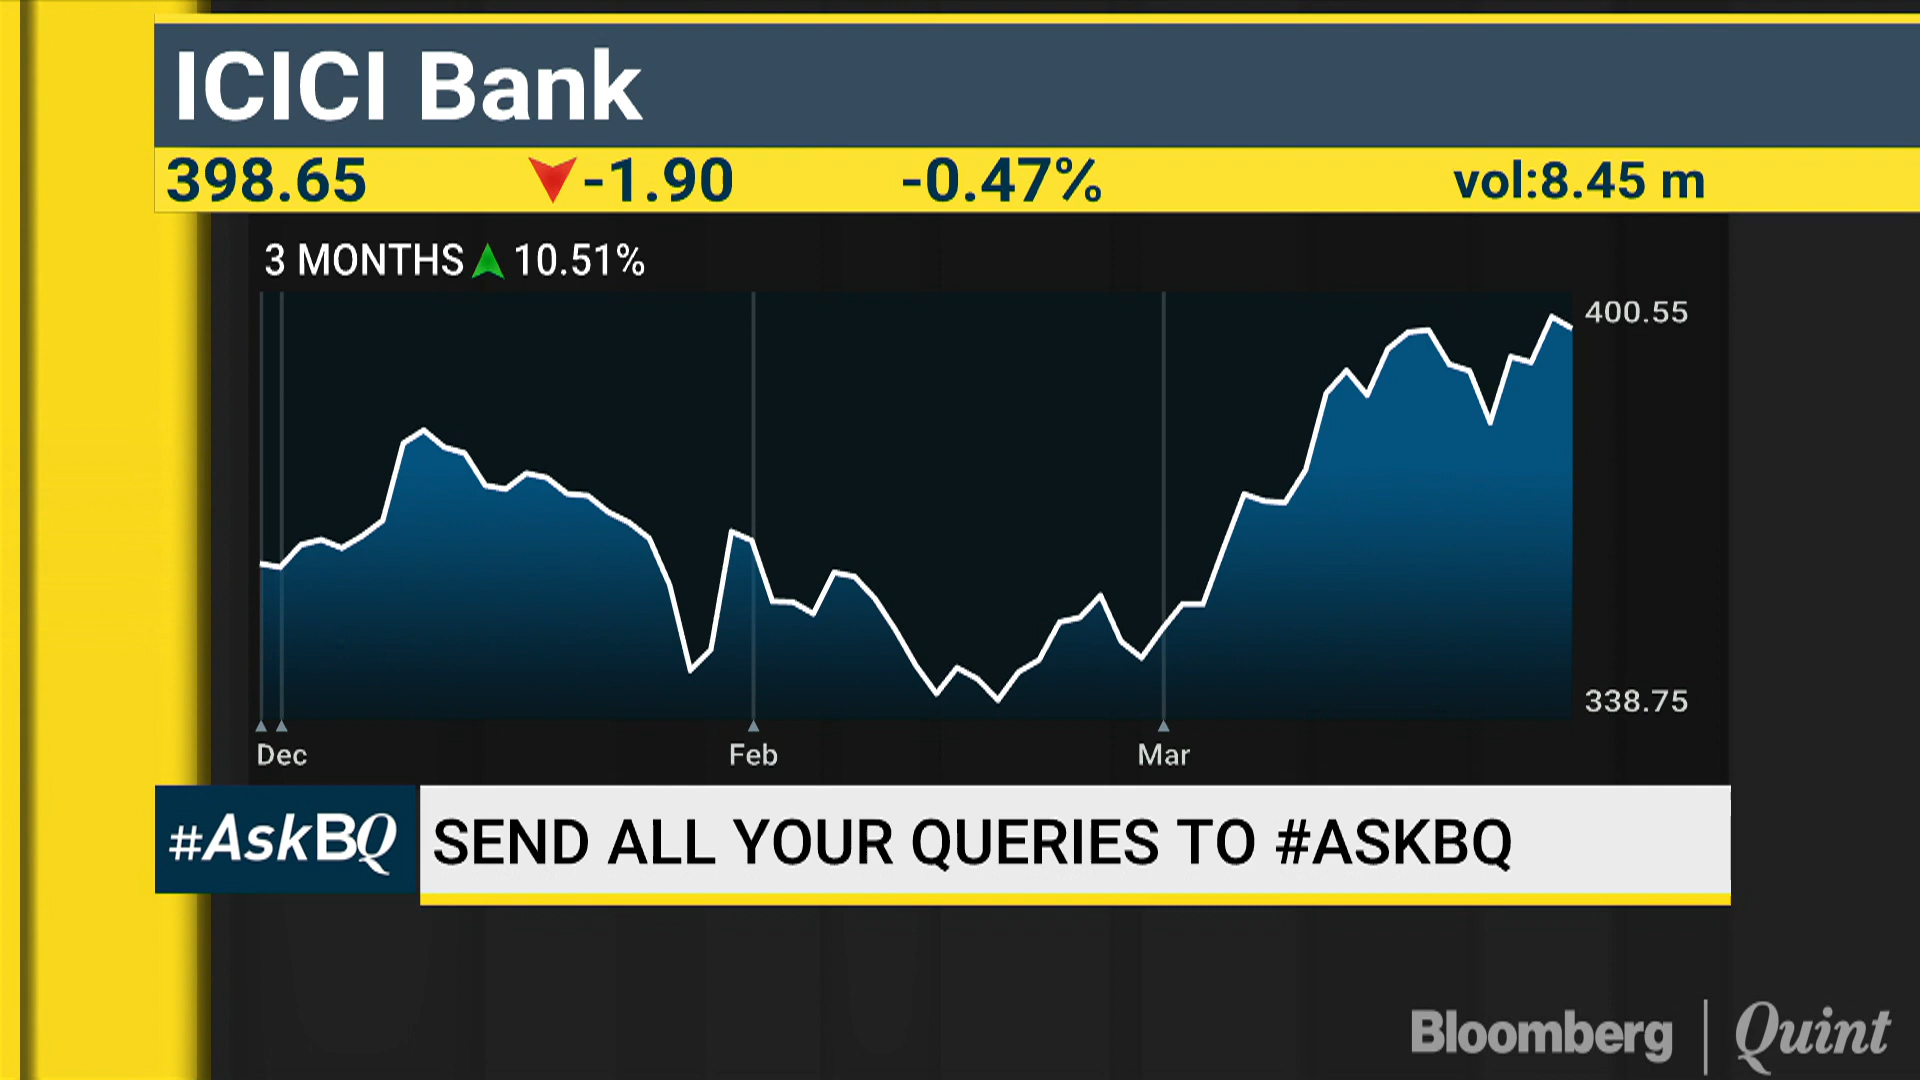 ICICI Bank
398.65 -1.90 -0.47% vol:8.45 m
3 MONTHS 10.51%
400.55
338.75
Dec Feb Mar
#AskBQ SEND ALL YOUR QUERIES TO #ASKBQ
Bloomberg | Quint